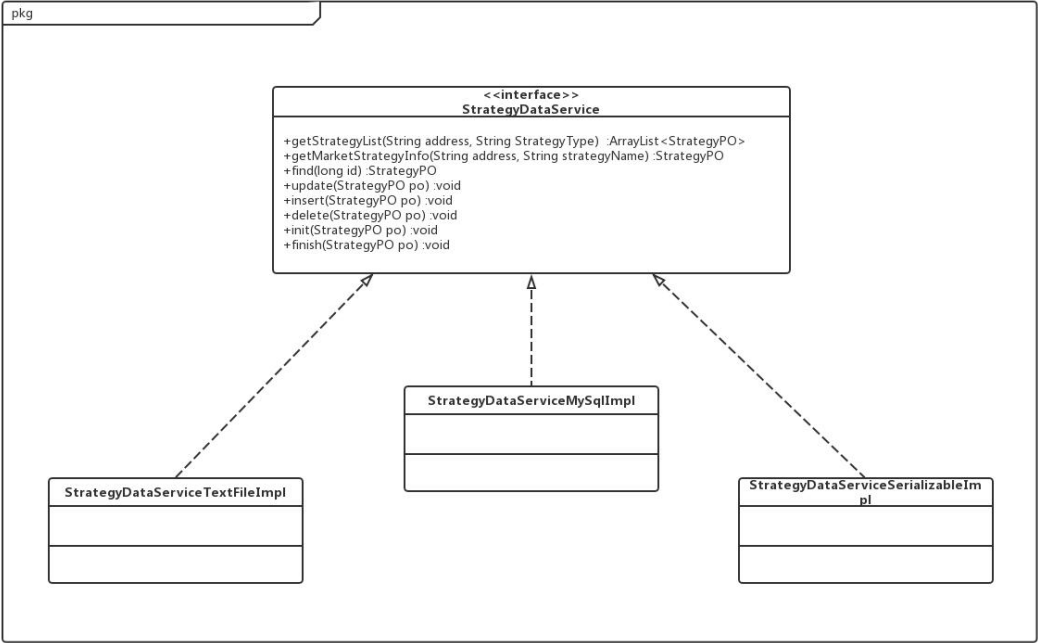 pkg
<<interface>>
StrategyDataService
+getStrategyList(String address, String StrategyType)  :ArrayList<StrategyPO>
+getMarketStrategyInfo(String address, String strategyName) :StrategyPO
+find(long id) :StrategyPO
+update(StrategyPO po) :void
+insert(StrategyPO po) :void
+delete(StrategyPO po) :void
+init(StrategyPO po) :void
+finish(StrategyPO po) :void
StrategyDataServiceMySqlImpl
StrategyDataServiceTextFileImpl
StrategyDataServiceSerializableIm
pl